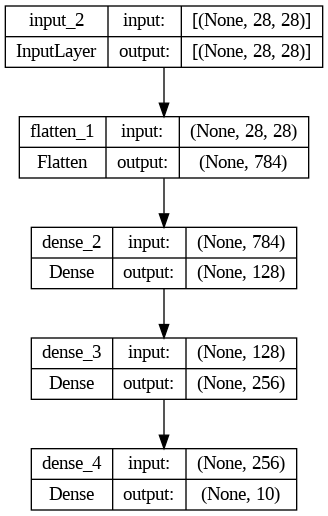 input_2 input: [(None, 28, 28)]
InputLayer output: [(None, 28, 28)]
flatten_1 input: (None, 28, 28)
Flatten output: (None, 784)
dense_2 input: (None, 784)
Dense output: (None, 128)
dense_3 input: (None, 128)
Dense output: (None, 256)
dense_4 input: (None, 256)
Dense output: (None, 10)